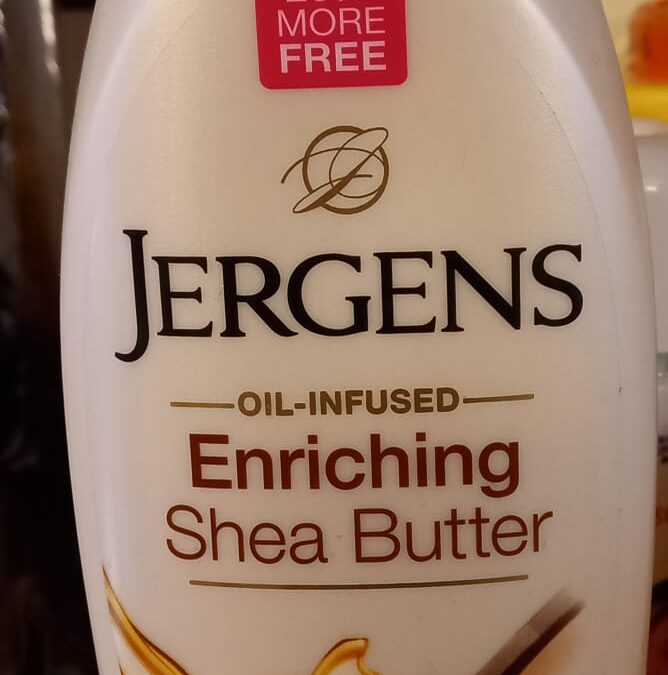 MORE
FREE
JERGENS
OIL-INFUSED
Enriching
Shea Butter